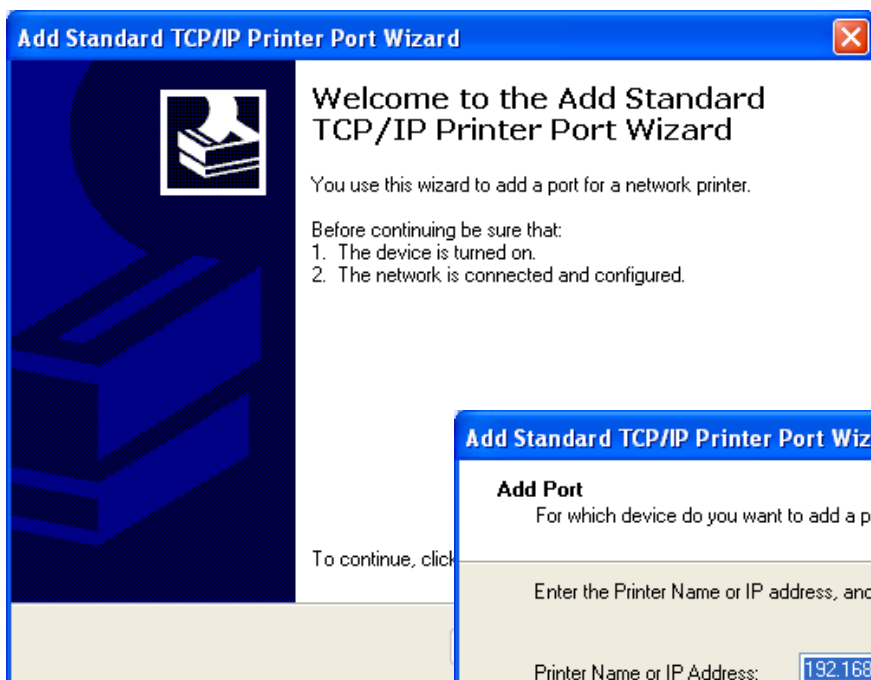 Add Standard TCP/IP Printer Port Wizard
Welcome to the Add Standard
TCP/IP Printer Port Wizard
You use this wizard to add a port for a network printer.
Before continuing be sure that:
1. The device is turned on.
2. The network is connected and configured.
To continue, click
Add Standard TCP/IP Printer Port Wiz
Add Port
For which device do you want to add a p
Enter the Printer Name or IP address, and
Printer Name or IP Address:
192.168